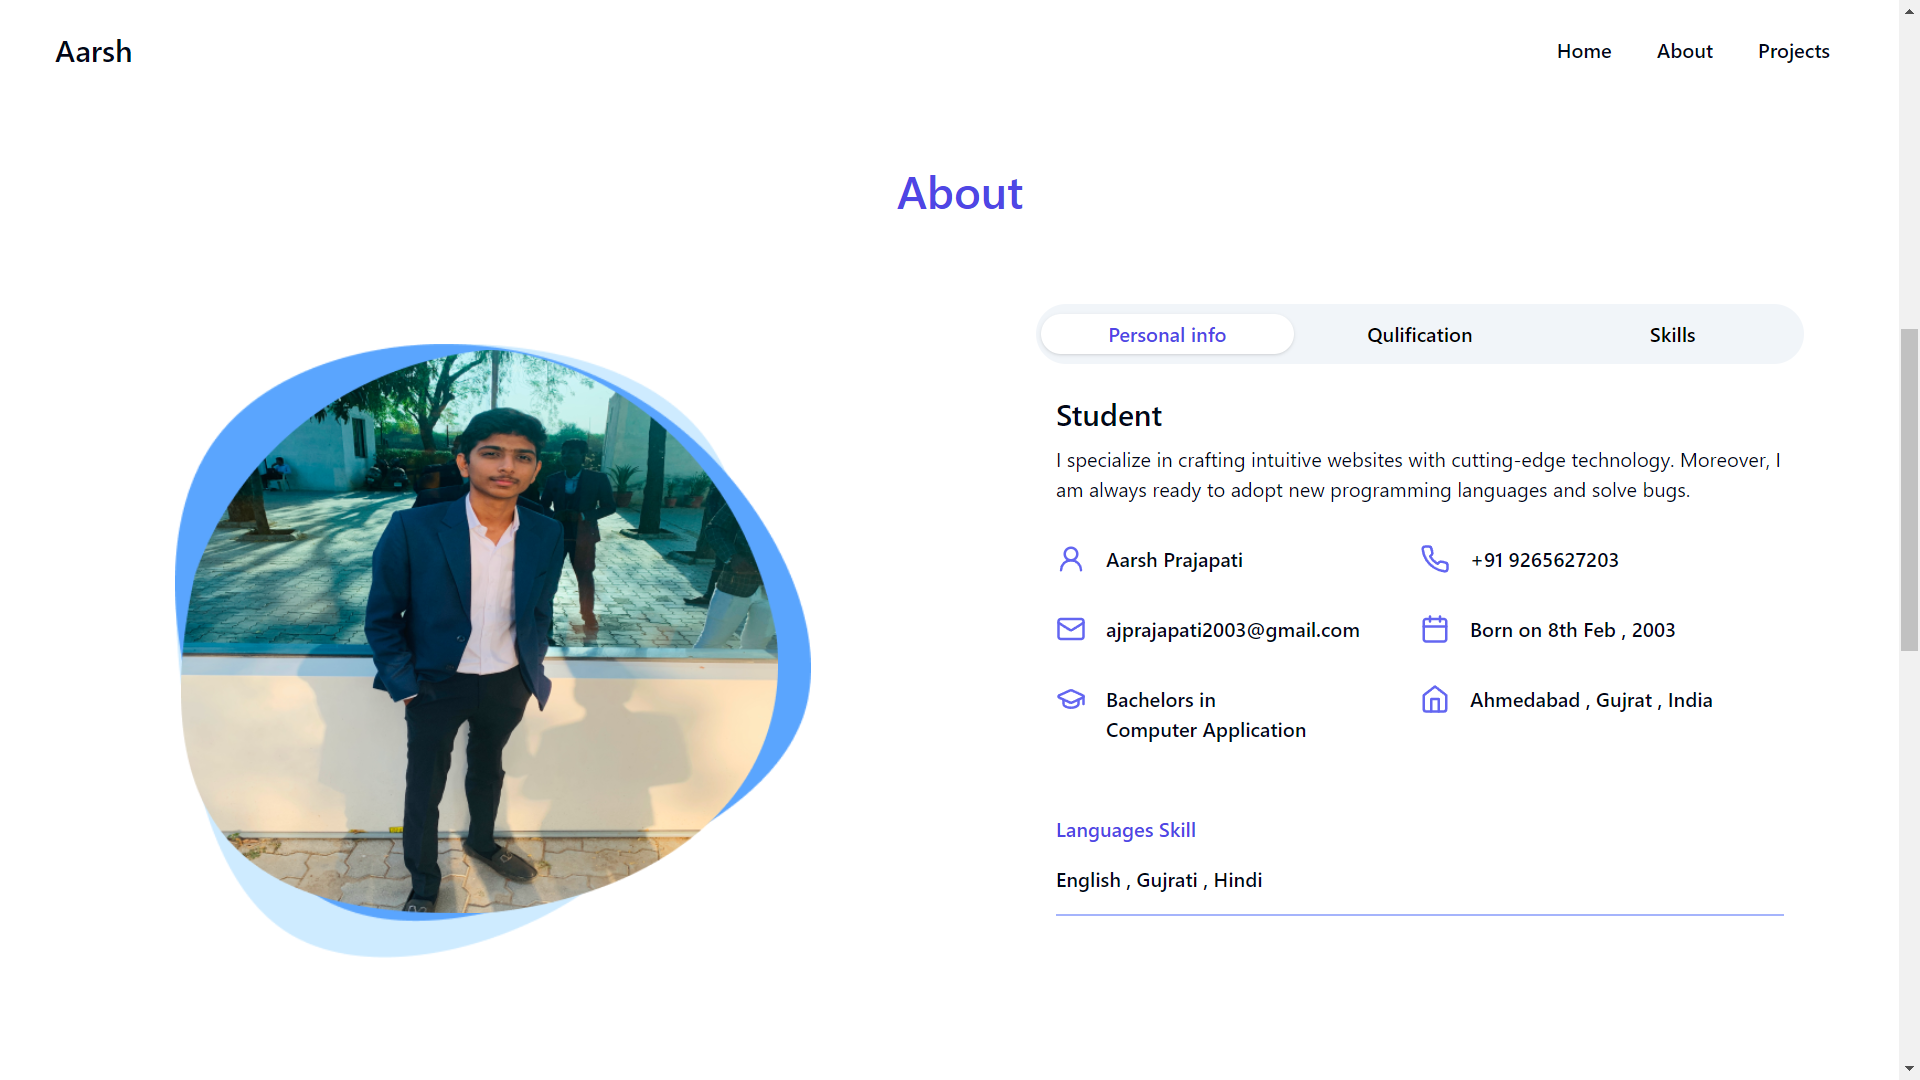 Aarsh
Home
About
Projects
About
Personal info
Qulification
Skills
Student
I specialize in crafting intuitive websites with cutting-edge technology. Moreover, I
am always ready to adopt new programming languages and solve bugs.
Aarsh Prajapati
+91 9265627203
ajprajapati2003@gmail.com
Born on 8th Feb , 2003
Bachelors in
Computer Application
Ahmedabad , Gujrat , India
Languages Skill
English , Gujrati , Hindi